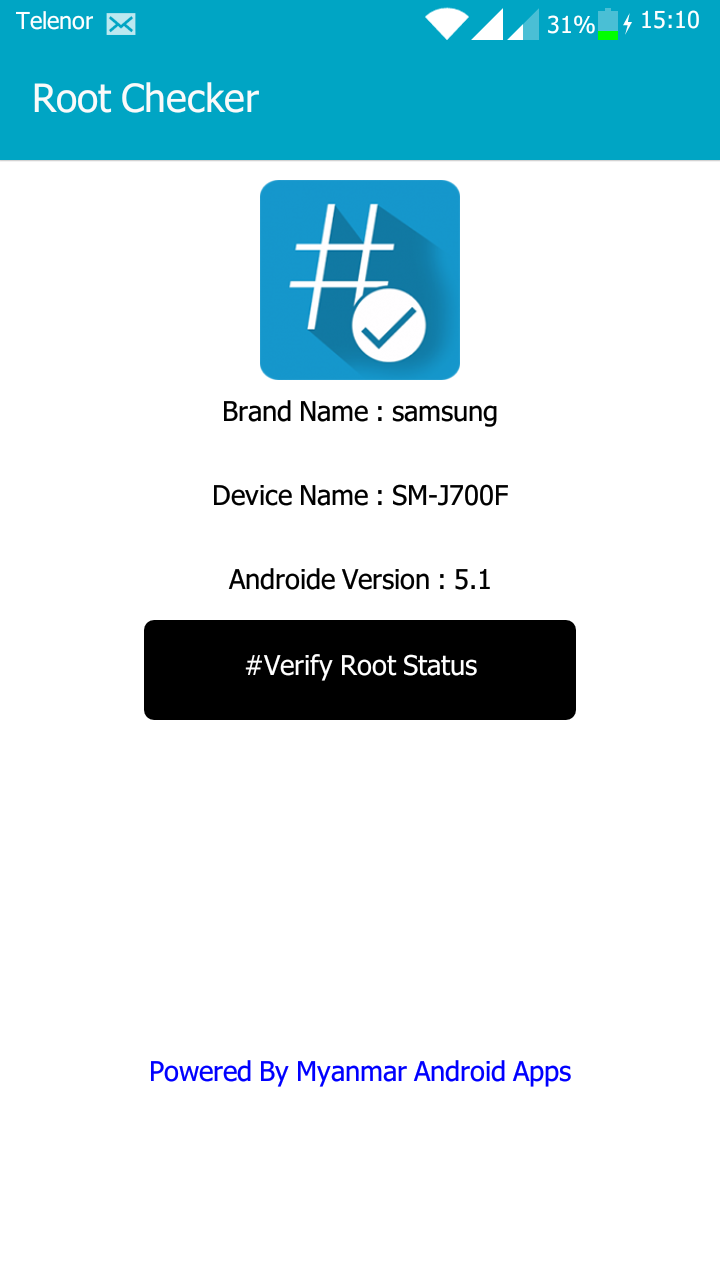 Telenor 31% 15:10
Root Checker
#
Brand Name : samsung
Device Name : SM-J700F
Androide Version : 5.1
#Verify Root Status
Powered By Myanmar Android Apps